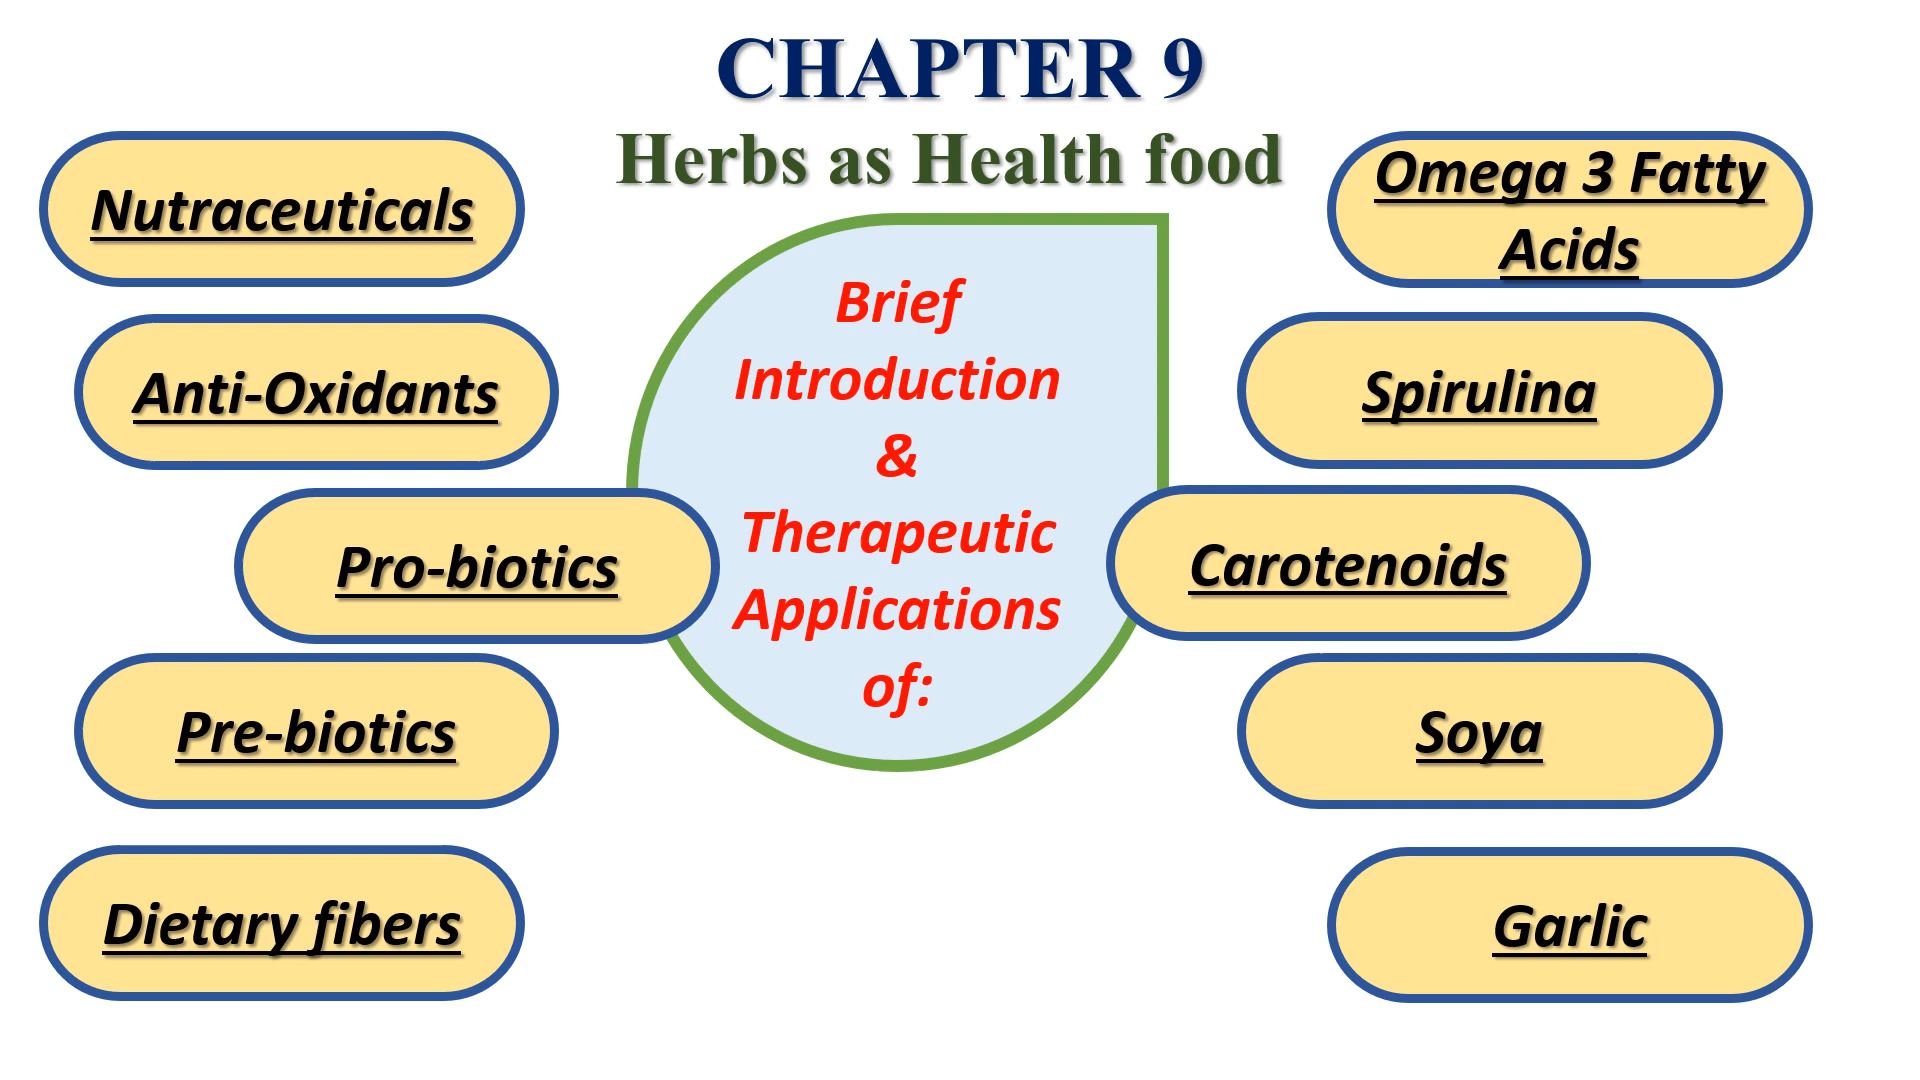 CHAPTER 9
Herbs as Health food
Nutraceuticals
Anti-Oxidants
Pro-biotics
Pre-biotics
Dietary fibers
Brief
Introduction
&
Therapeutic
Applications
of:
Omega 3 Fatty
Acids
Spirulina
Carotenoids
Soya
Garlic